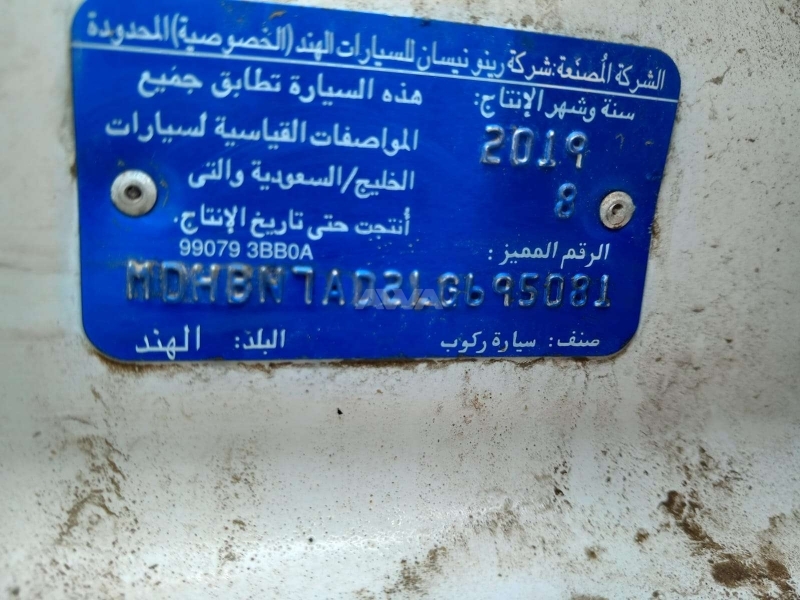 الشركة المُصنعة: شركة رينو نيسان للسيارات الهند (الخصوصية) المحدودة
سنة وشهر الإنتاج:
2019
8
هذه السيارة تطابق جميع
المواصفات القياسية لسيارات
الخليج/السعودية والتى
أنتجت حتى تاريخ الإنتاج.
الرقم المميز:
99079 3BB0A
صنف: سيارة ركوب
البلد: الهند